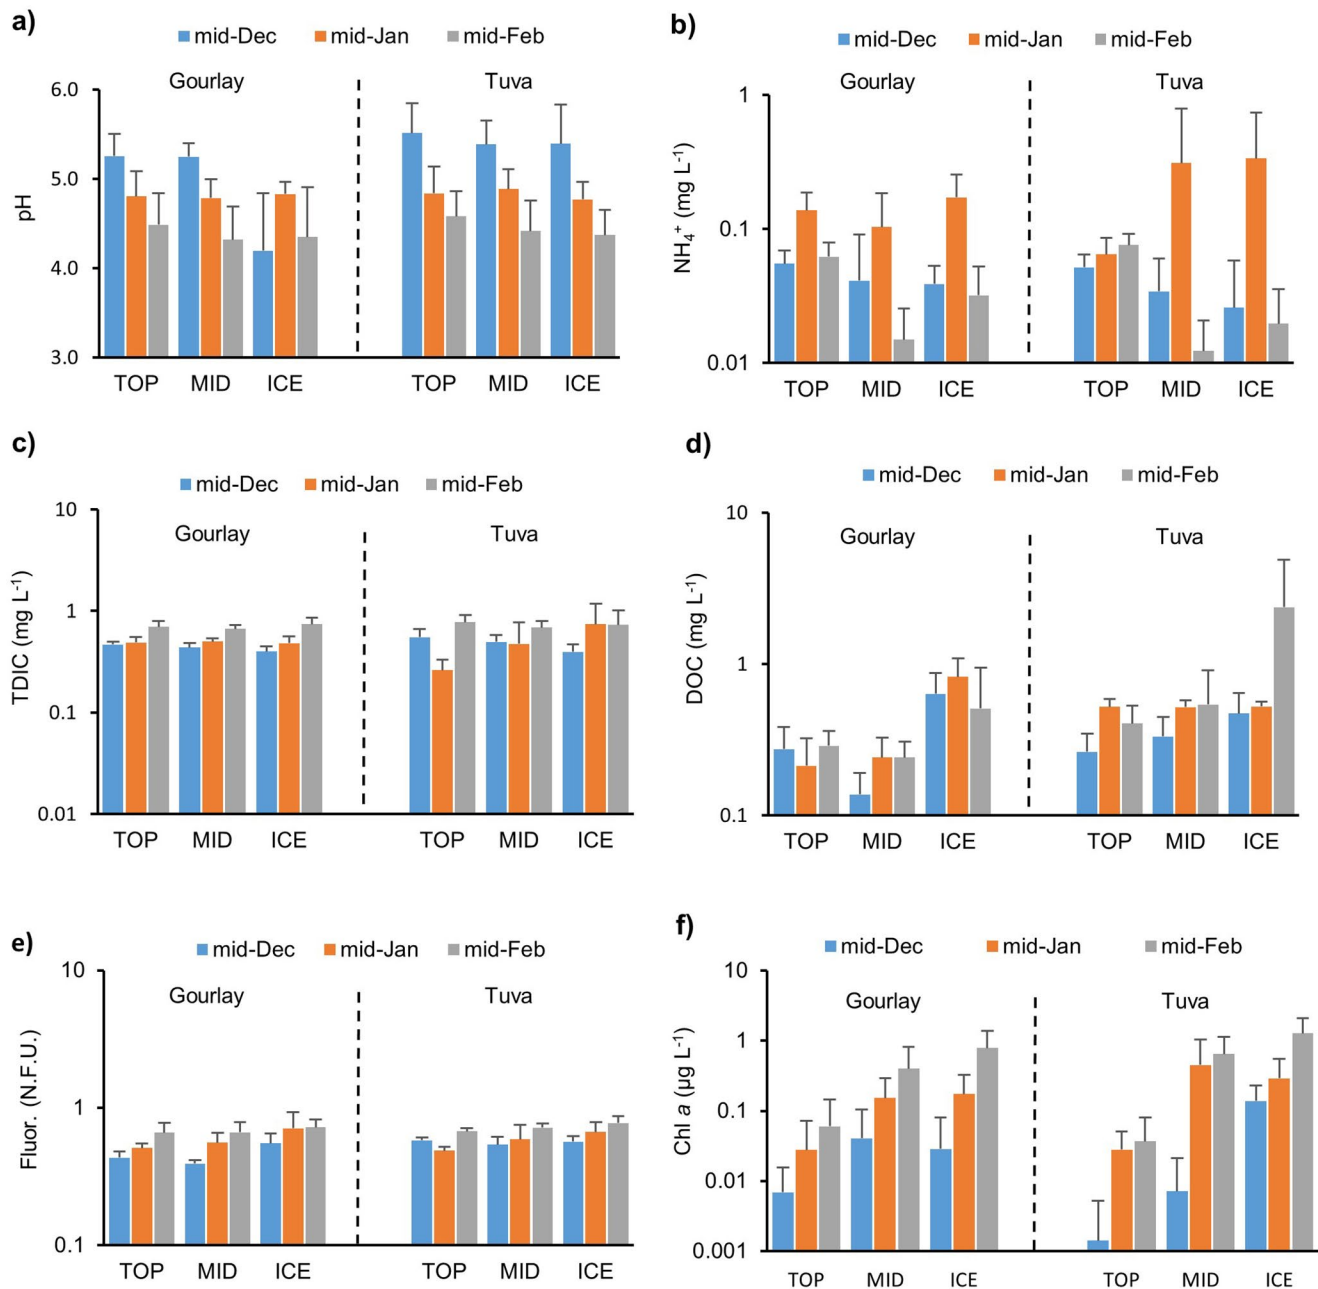 a)
mid-Dec mid-Jan mid-Feb
Gourlay Tuva
6.0
5.0
4.0
3.0
pH
TOP MID ICE TOP MID ICE
b)
mid-Dec mid-Jan mid-Feb
Gourlay Tuva
1
0.1
0.01
NH₄⁺ (mg L⁻¹)
TOP MID ICE TOP MID ICE
c)
mid-Dec mid-Jan mid-Feb
Gourlay Tuva
10
1
0.1
0.01
TDIC (mg L⁻¹)
TOP MID ICE TOP MID ICE
d)
mid-Dec mid-Jan mid-Feb
Gourlay Tuva
10
1
0.1
DOC (mg L⁻¹)
TOP MID ICE TOP MID ICE
e)
mid-Dec mid-Jan mid-Feb
Gourlay Tuva
10
1
0.1
Fluor. (N.F.U.)
TOP MID ICE TOP MID ICE
f)
mid-Dec mid-Jan mid-Feb
Gourlay Tuva
10
1
0.1
0.01
0.001
Chl a (µg L⁻¹)
TOP MID ICE TOP MID ICE